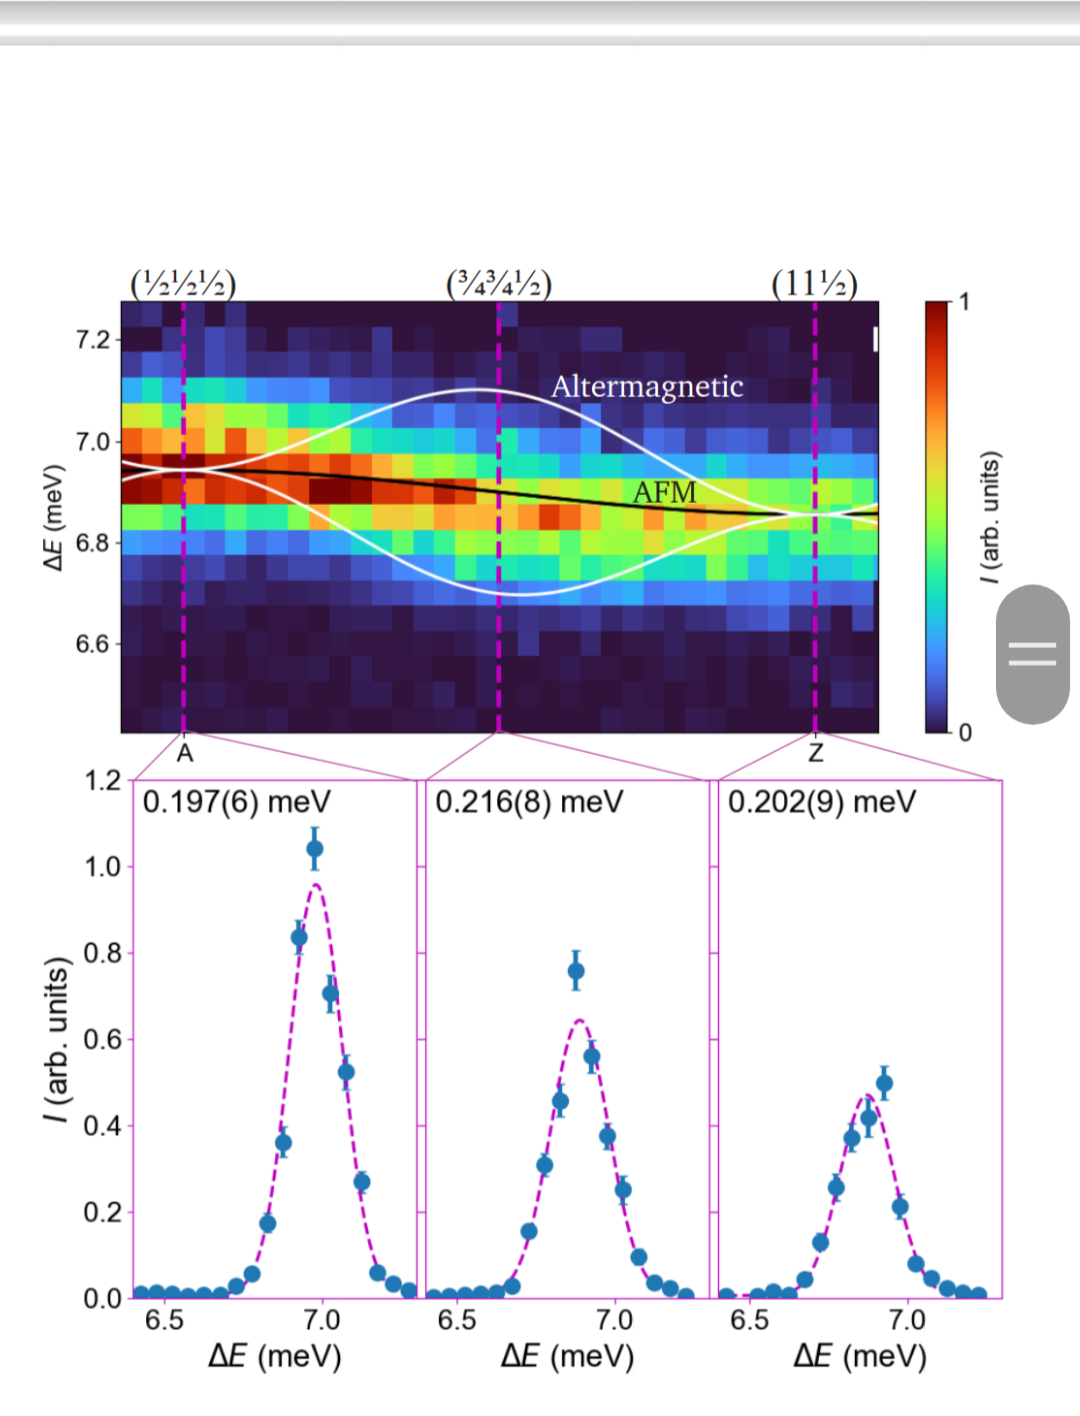 (½½½) (¾¾½) (11½)
7.2
7.0
6.8
6.6
ΔE (meV)
Altermagnetic
AFM
1
0
I (arb. units)
A Z
0.197(6) meV 0.216(8) meV 0.202(9) meV
1.2
1.0
0.8
0.6
0.4
0.2
0.0
I (arb. units)
6.5 7.0 6.5 7.0 6.5 7.0
ΔE (meV) ΔE (meV) ΔE (meV)